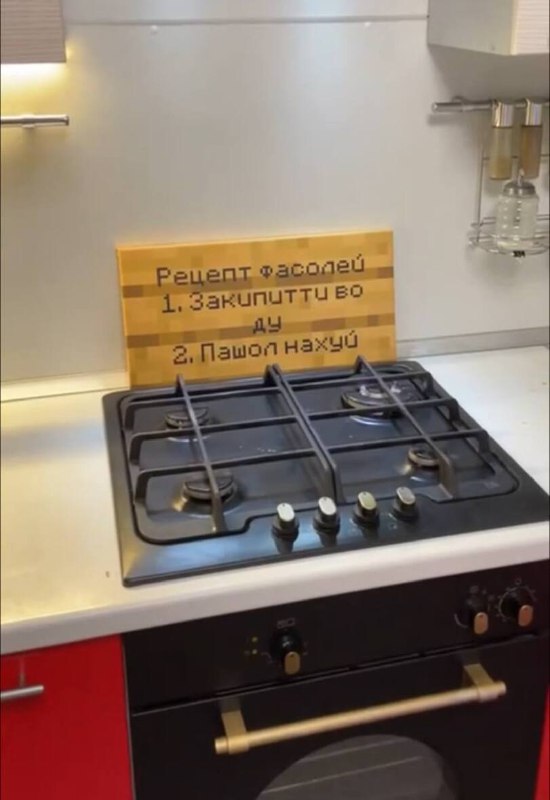 Рецепт фасолей
1. Закипитти во
ду
2. Пашол нахуй